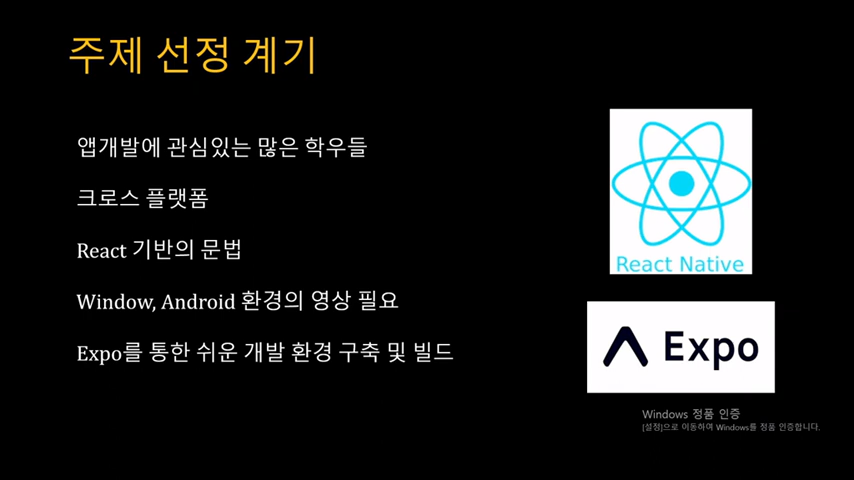 주제 선정 계기
앱개발에 관심있는 많은 학우들
크로스 플랫폼
React 기반의 문법
Window, Android 환경의 영상 필요
Expo를 통한 쉬운 개발 환경 구축 및 빌드
React Native
Expo
Windows 정품 인증
[설정]으로 이동하여 Windows를 정품 인증합니다.